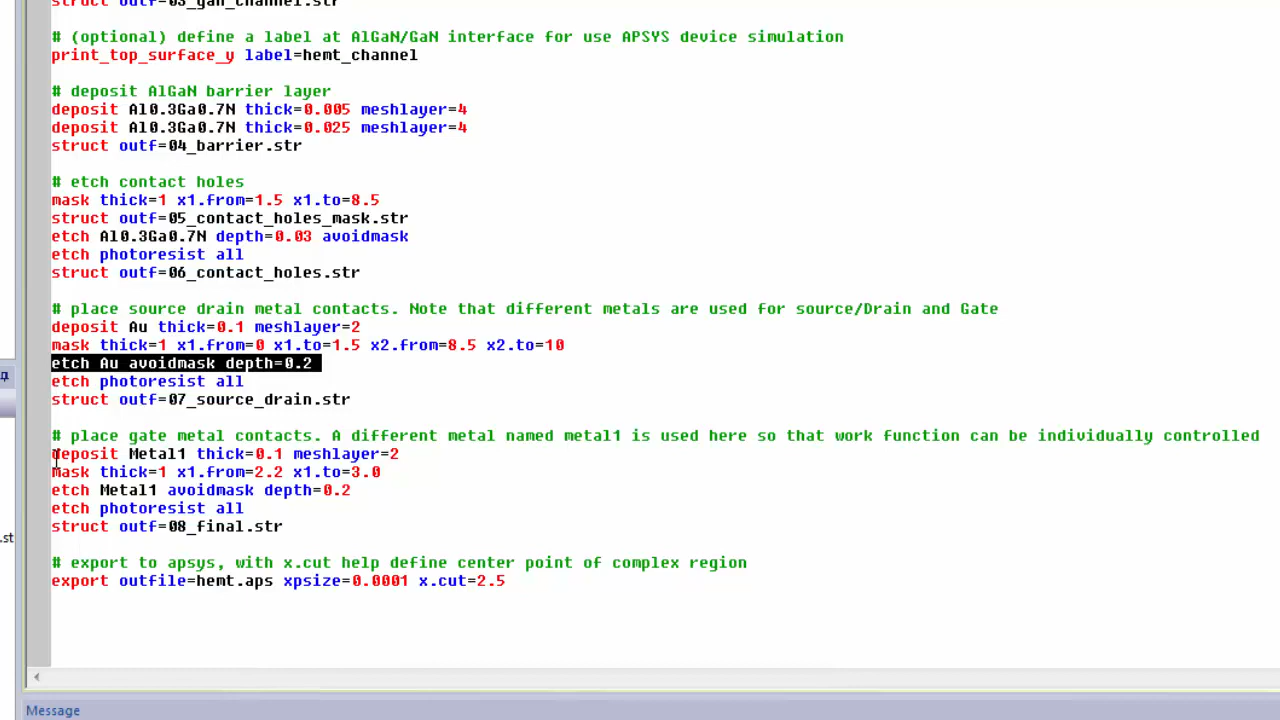 struct outf=03_gan_channel.str
# (optional) define a label at AlGaN/GaN interface for use APSYS device simulation
print_top_surface_y label=hemt_channel
# deposit AlGaN barrier layer
deposit Al0.3Ga0.7N thick=0.005 meshlayer=4
deposit Al0.3Ga0.7N thick=0.025 meshlayer=4
struct outf=04_barrier.str
# etch contact holes
mask thick=1 x1.from=1.5 x1.to=8.5
struct outf=05_contact_holes_mask.str
etch Al0.3Ga0.7N depth=0.03 avoidmask
etch photoresist all
struct outf=06_contact_holes.str
# place source drain metal contacts. Note that different metals are used for source/Drain and Gate
deposit Au thick=0.1 meshlayer=2
mask thick=1 x1.from=0 x1.to=1.5 x2.from=8.5 x2.to=10
etch Au avoidmask depth=0.2
etch photoresist all
struct outf=07_source_drain.str
# place gate metal contacts. A different metal named metal1 is used here so that work function can be individually controlled
deposit Metal1 thick=0.1 meshlayer=2
mask thick=1 x1.from=2.2 x1.to=3.0
etch Metal1 avoidmask depth=0.2
etch photoresist all
struct outf=08_final.str
.st
# export to apsys, with x.cut help define center point of complex region
export outfile=hemt.aps xpsize=0.0001 x.cut=2.5
Message